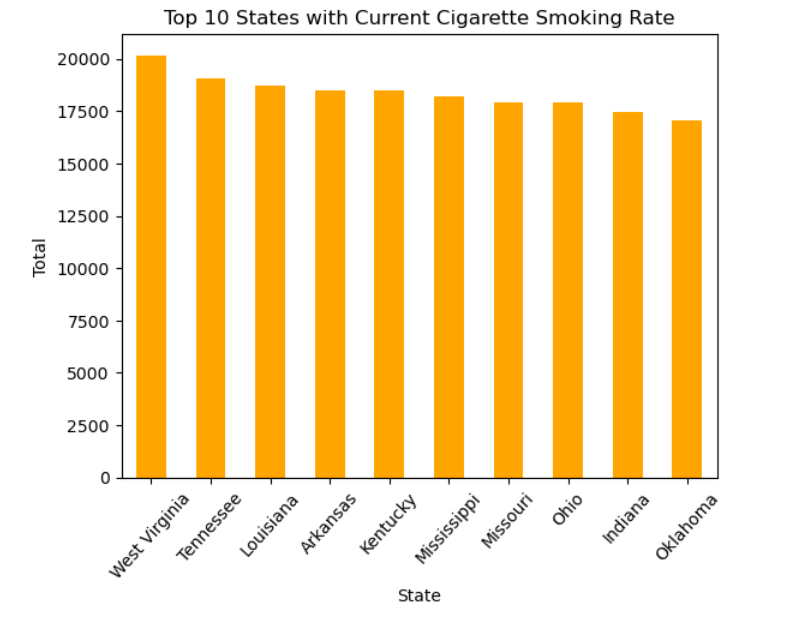 Top 10 States with Current Cigarette Smoking Rate
Total
20000
17500
15000
12500
10000
7500
5000
2500
0
West Virginia
Tennessee
Louisiana
Arkansas
Kentucky
Mississippi
Missouri
Ohio
Indiana
Oklahoma
State